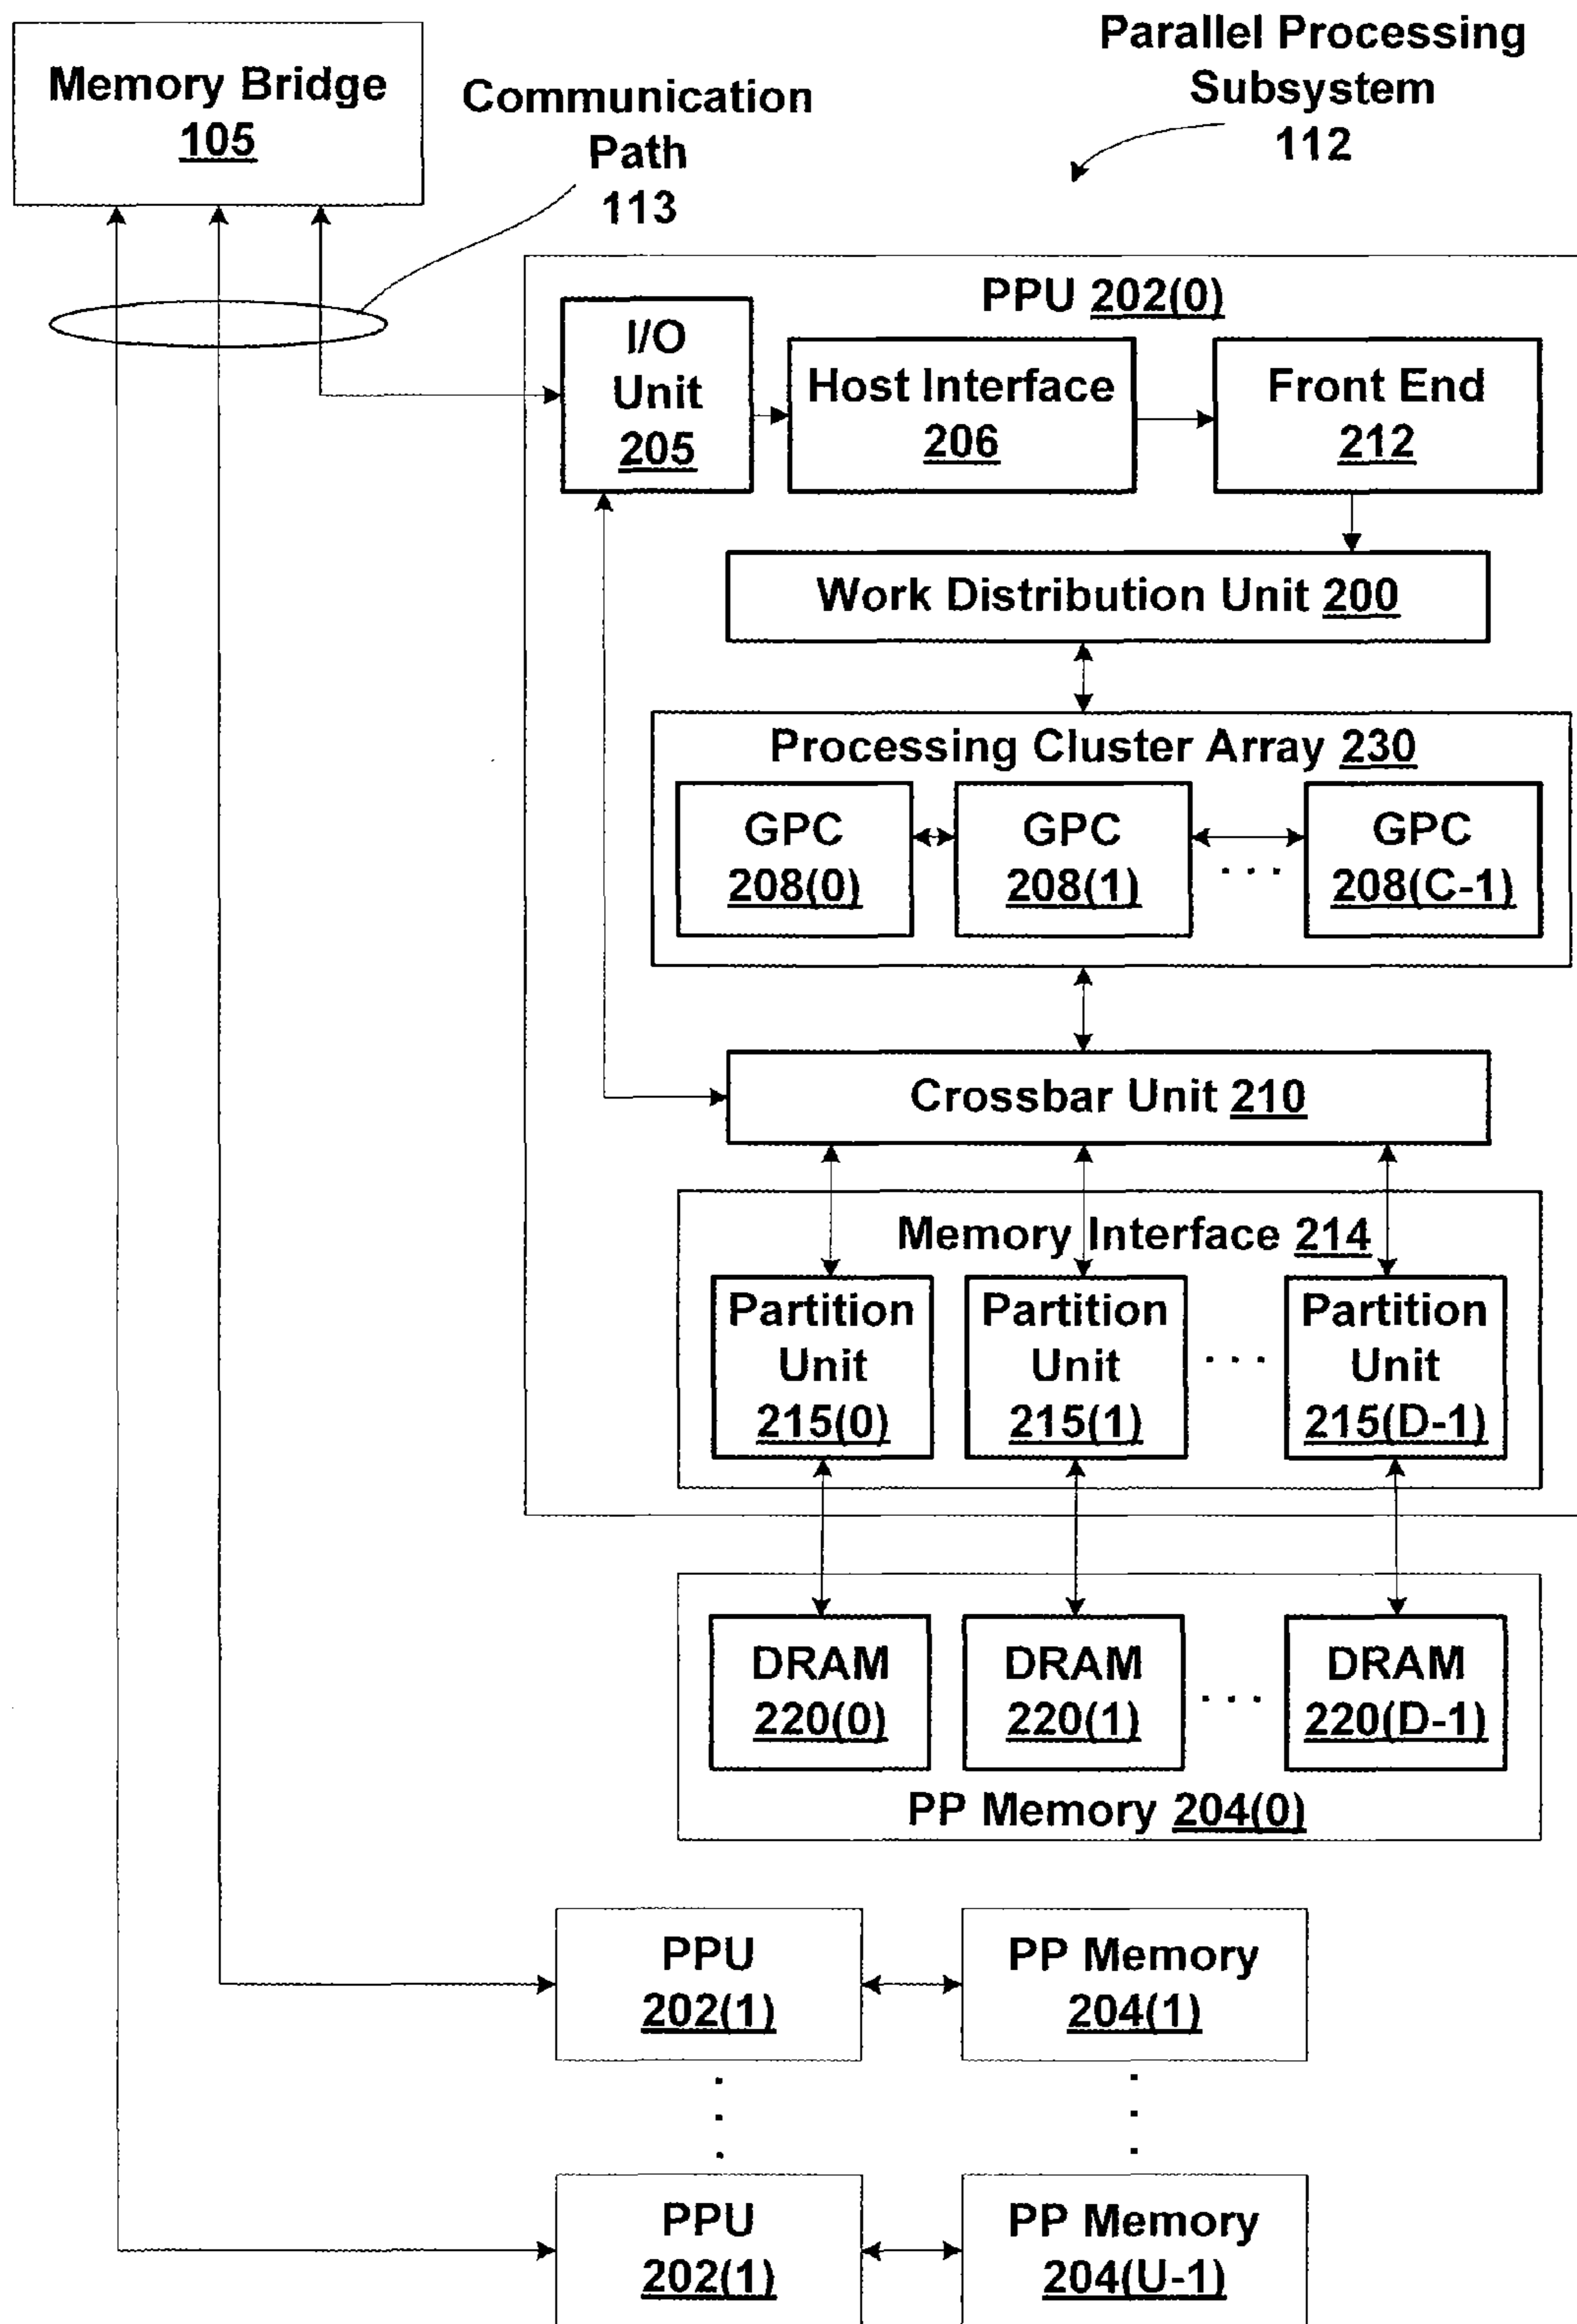 Memory Bridge
105
Communication
Path
113
Parallel Processing
Subsystem
112
PPU 202(0)
I/O
Unit
205
Host Interface
206
Front End
212
Work Distribution Unit 200
Processing Cluster Array 230
GPC
208(0)
GPC
208(1)
. . .
GPC
208(C-1)
Crossbar Unit 210
Memory Interface 214
Partition
Unit
215(0)
Partition
Unit
215(1)
. . .
Partition
Unit
215(D-1)
DRAM
220(0)
DRAM
220(1)
. . .
DRAM
220(D-1)
PP Memory 204(0)
PPU
202(1)
PP Memory
204(1)
PPU
202(1)
PP Memory
204(U-1)